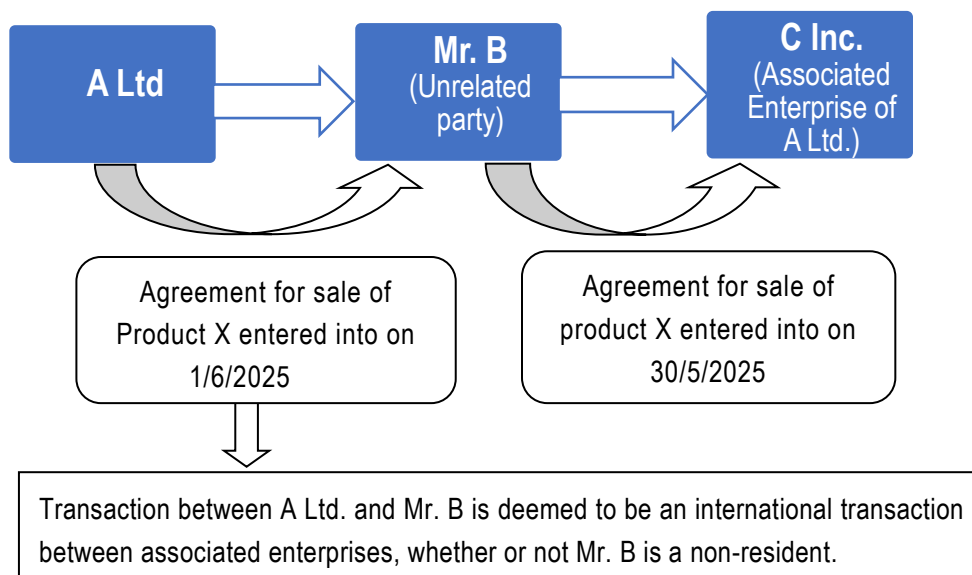 A Ltd
Mr. B
(Unrelated
party)
C Inc.
(Associated
Enterprise of
A Ltd.)
Agreement for sale of
Product X entered into on
1/6/2025
Agreement for sale of
product X entered into on
30/5/2025
Transaction between A Ltd. and Mr. B is deemed to be an international transaction
between associated enterprises, whether or not Mr. B is a non-resident.